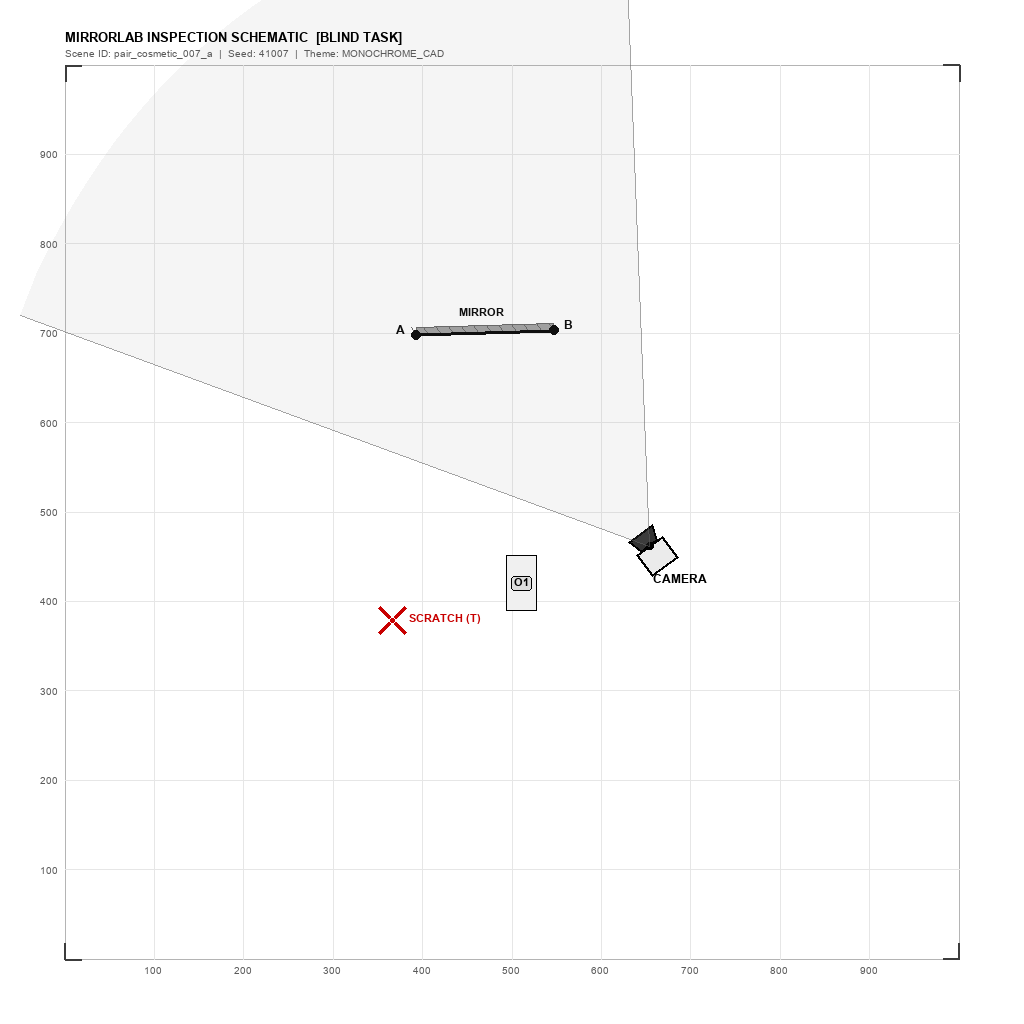 MIRRORLAB INSPECTION SCHEMATIC [BLIND TASK]
Scene ID: pair_cosmetic_007_a | Seed: 41007 | Theme: MONOCHROME_CAD
900
800
MIRROR
A
B
700
600
500
O1
CAMERA
400
SCRATCH (T)
300
200
100
100 200 300 400 500 600 700 800 900